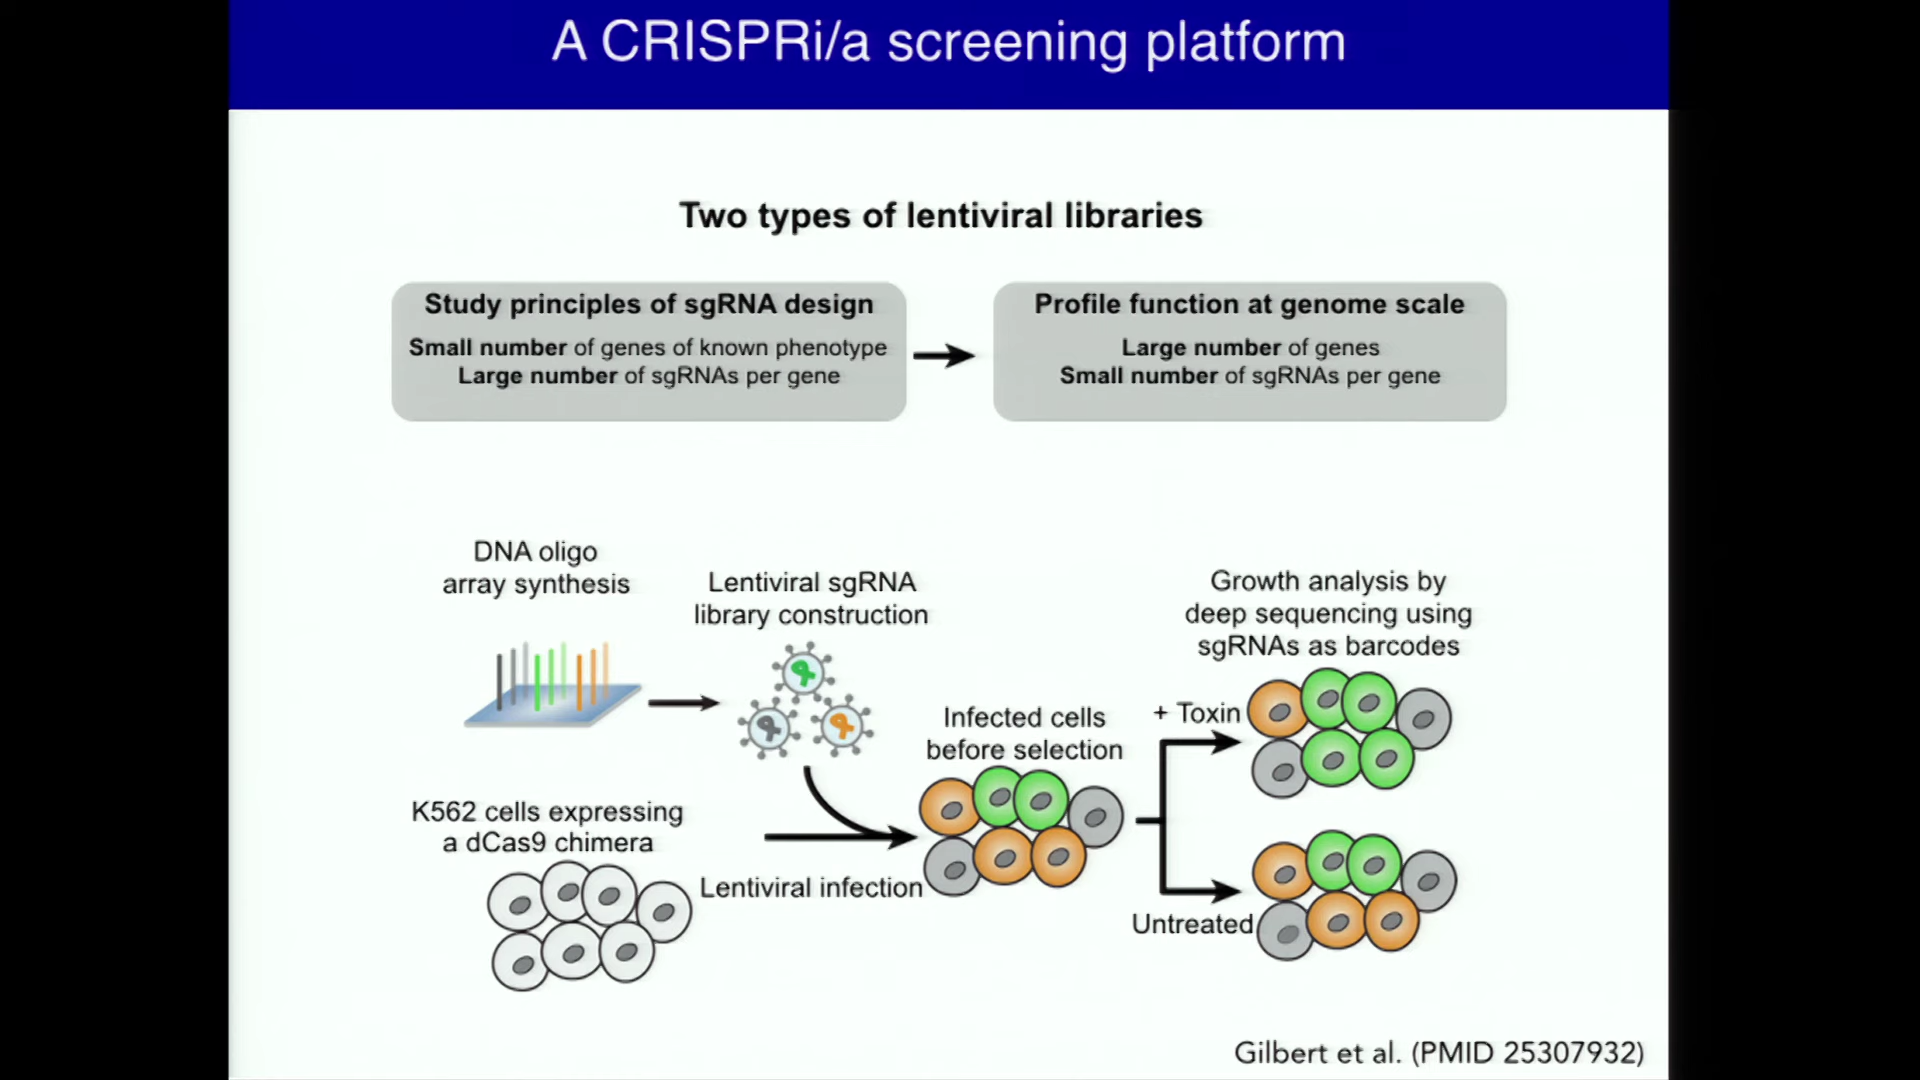 A CRISPRi/a screening platform
Two types of lentiviral libraries
Study principles of sgRNA design
Small number of genes of known phenotype
Large number of sgRNAs per gene
Profile function at genome scale
Large number of genes
Small number of sgRNAs per gene
DNA oligo
array synthesis
Lentiviral sgRNA
library construction
Growth analysis by
deep sequencing using
sgRNAs as barcodes
Infected cells
before selection
+ Toxin
K562 cells expressing
a dCas9 chimera
Lentiviral infection
Untreated
Gilbert et al. (PMID 25307932)